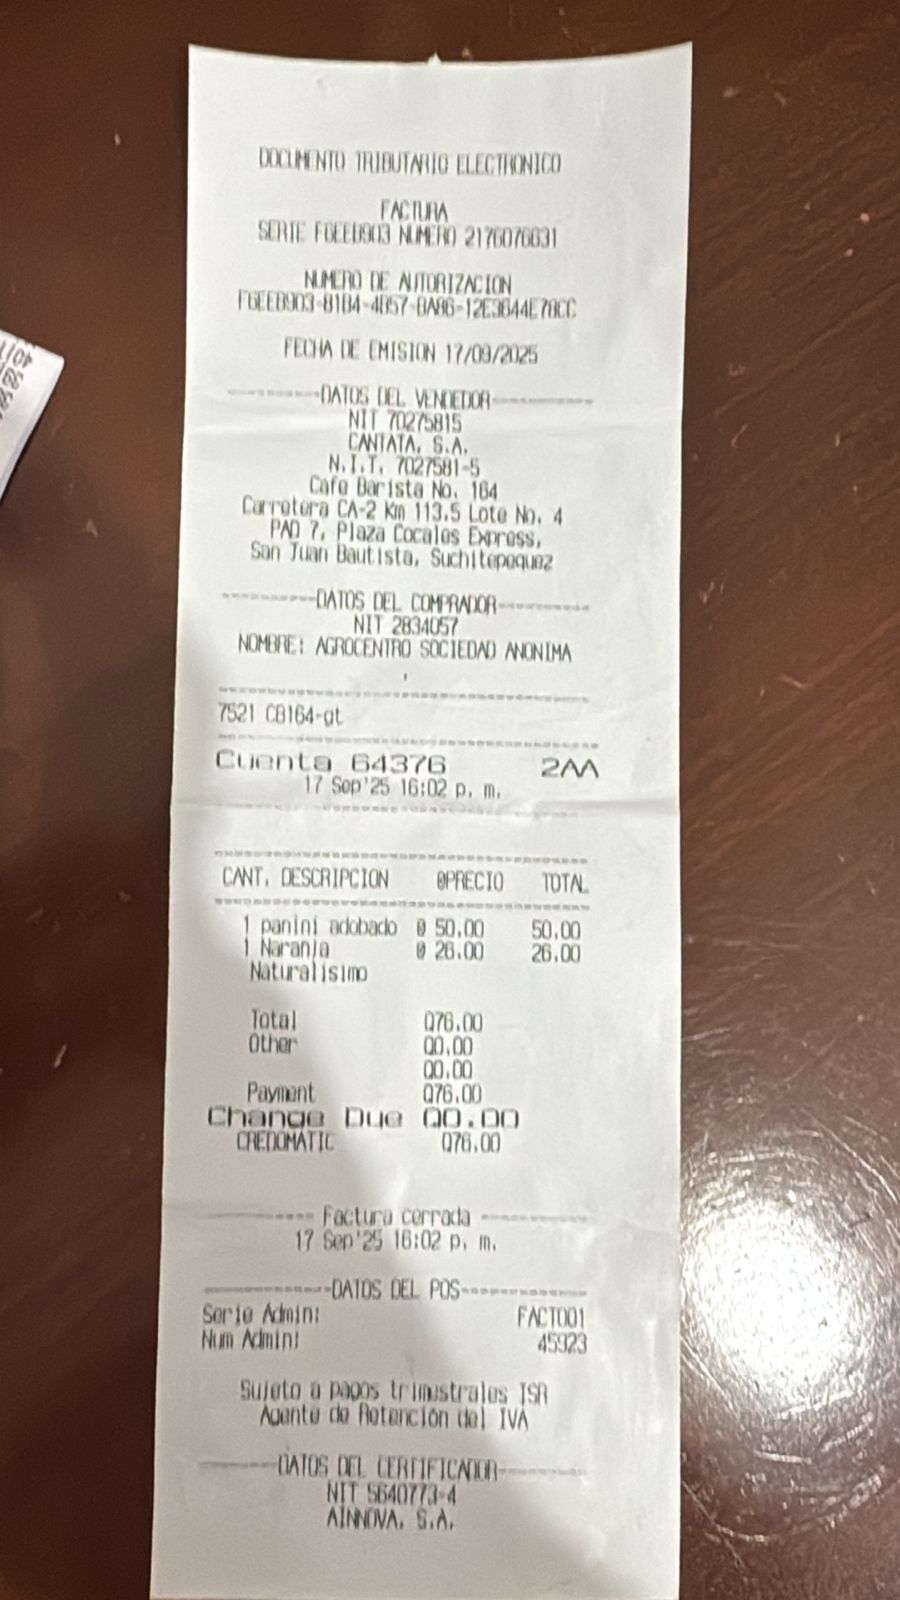 DOCUMENTO TRIBUTARIO ELECTRONICO
FACTURA
SERIE F6EEB903 NUMERO 2176076631
NUMERO DE AUTORIZACION
F6EEB903-81B4-4B57-BA86-12E3644E78CC
FECHA DE EMISION 17/09/2025
----------DATOS DEL VENDEDOR----------
NIT 70275815
CANTATA, S.A.
N.I.T. 7027581-5
Cafe Barista No. 164
Carretera CA-2 Km 113.5 Lote No. 4
PAD 7, Plaza Cocales Express,
San Juan Bautista, Suchitepequez
----------DATOS DEL COMPRADOR----------
NIT 2834057
NOMBRE: AGROCENTRO SOCIEDAD ANONIMA
,
7521 CB164-gt
Cuenta 64376 2AA
17 Sep'25 16:02 p. m.
CANT. DESCRIPCION @PRECIO TOTAL
1 panini adobado @ 50.00 50.00
1 Naranja @ 26.00 26.00
Naturalisimo
Total Q76.00
Other Q0.00
Q0.00
Payment Q76.00
Change Due Q0.00
CREDOMATIC Q76.00
---------- Factura cerrada ----------
17 Sep'25 16:02 p. m.
----------DATOS DEL POS----------
Serie Admin: FACT001
Num Admin: 45923
Sujeto a pagos trimestrales ISR
Agente de Retención del IVA
----------DATOS DEL CERTIFICADOR----------
NIT 5640773-4
AINNOVA, S.A.